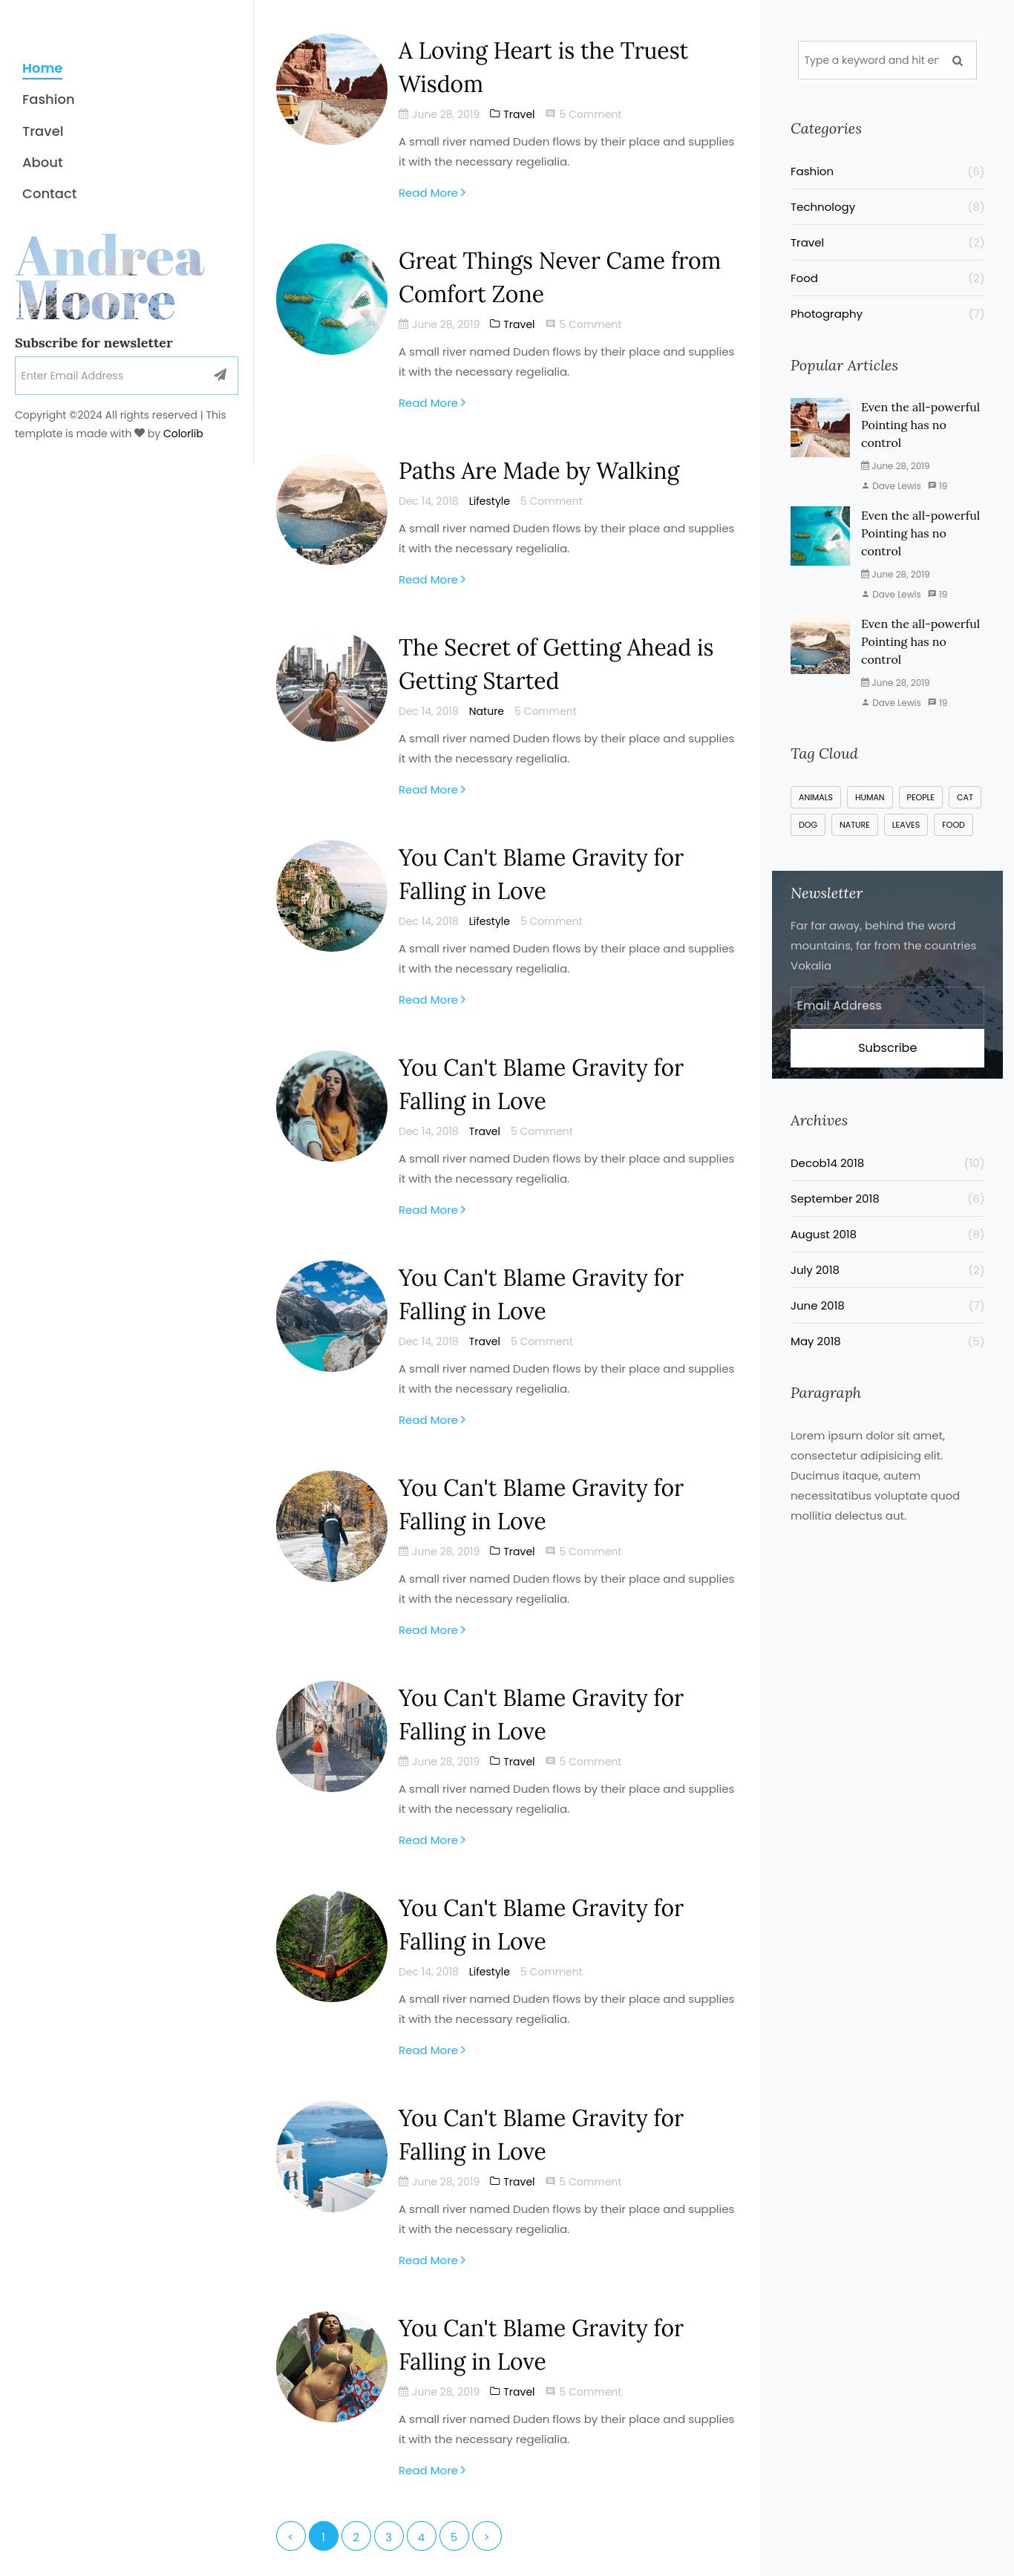 Home
Fashion
Travel
About
Contact
Andrea
Moore
Subscribe for newsletter
Enter Email Address
Copyright ©2024 All rights reserved | This
template is made with by Colorlib
A Loving Heart is the Truest
Wisdom
June 28, 2019 Travel 5 Comment
A small river named Duden flows by their place and supplies
it with the necessary regelialia.
Read More
Great Things Never Came from
Comfort Zone
June 28, 2019 Travel 5 Comment
A small river named Duden flows by their place and supplies
it with the necessary regelialia.
Read More
Paths Are Made by Walking
Dec 14, 2018 Lifestyle 5 Comment
A small river named Duden flows by their place and supplies
it with the necessary regelialia.
Read More
The Secret of Getting Ahead is
Getting Started
Dec 14, 2018 Nature 5 Comment
A small river named Duden flows by their place and supplies
it with the necessary regelialia.
Read More
You Can't Blame Gravity for
Falling in Love
Dec 14, 2018 Lifestyle 5 Comment
A small river named Duden flows by their place and supplies
it with the necessary regelialia.
Read More
You Can't Blame Gravity for
Falling in Love
Dec 14, 2018 Travel 5 Comment
A small river named Duden flows by their place and supplies
it with the necessary regelialia.
Read More
You Can't Blame Gravity for
Falling in Love
Dec 14, 2018 Travel 5 Comment
A small river named Duden flows by their place and supplies
it with the necessary regelialia.
Read More
You Can't Blame Gravity for
Falling in Love
June 28, 2019 Travel 5 Comment
A small river named Duden flows by their place and supplies
it with the necessary regelialia.
Read More
You Can't Blame Gravity for
Falling in Love
June 28, 2019 Travel 5 Comment
A small river named Duden flows by their place and supplies
it with the necessary regelialia.
Read More
You Can't Blame Gravity for
Falling in Love
Dec 14, 2018 Lifestyle 5 Comment
A small river named Duden flows by their place and supplies
it with the necessary regelialia.
Read More
You Can't Blame Gravity for
Falling in Love
June 28, 2019 Travel 5 Comment
A small river named Duden flows by their place and supplies
it with the necessary regelialia.
Read More
You Can't Blame Gravity for
Falling in Love
June 28, 2019 Travel 5 Comment
A small river named Duden flows by their place and supplies
it with the necessary regelialia.
Read More
< 1 2 3 4 5 >
Type a keyword and hit en
Categories
Fashion (6)
Technology (8)
Travel (2)
Food (2)
Photography (7)
Popular Articles
Even the all-powerful
Pointing has no
control
June 28, 2019
Dave Lewis 19
Even the all-powerful
Pointing has no
control
June 28, 2019
Dave Lewis 19
Even the all-powerful
Pointing has no
control
June 28, 2019
Dave Lewis 19
Tag Cloud
ANIMALS HUMAN PEOPLE CAT
DOG NATURE LEAVES FOOD
Newsletter
Far far away, behind the word
mountains, far from the countries
Vokalia
Email Address
Subscribe
Archives
Decob14 2018 (10)
September 2018 (6)
August 2018 (8)
July 2018 (2)
June 2018 (7)
May 2018 (5)
Paragraph
Lorem ipsum dolor sit amet,
consectetur adipisicing elit.
Ducimus itaque, autem
necessitatibus voluptate quod
mollitia delectus aut.